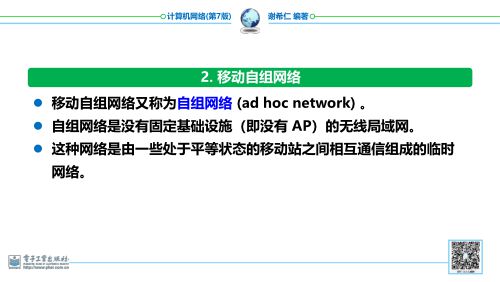 计算机网络(第7版)
谢希仁 编著
2. 移动自组网络
移动自组网络又称为自组网络 (ad hoc network) 。
自组网络是没有固定基础设施（即没有 AP）的无线局域网。
这种网络是由一些处于平等状态的移动站之间相互通信组成的临时
网络。
电子工业出版社
http://www.phei.com.cn